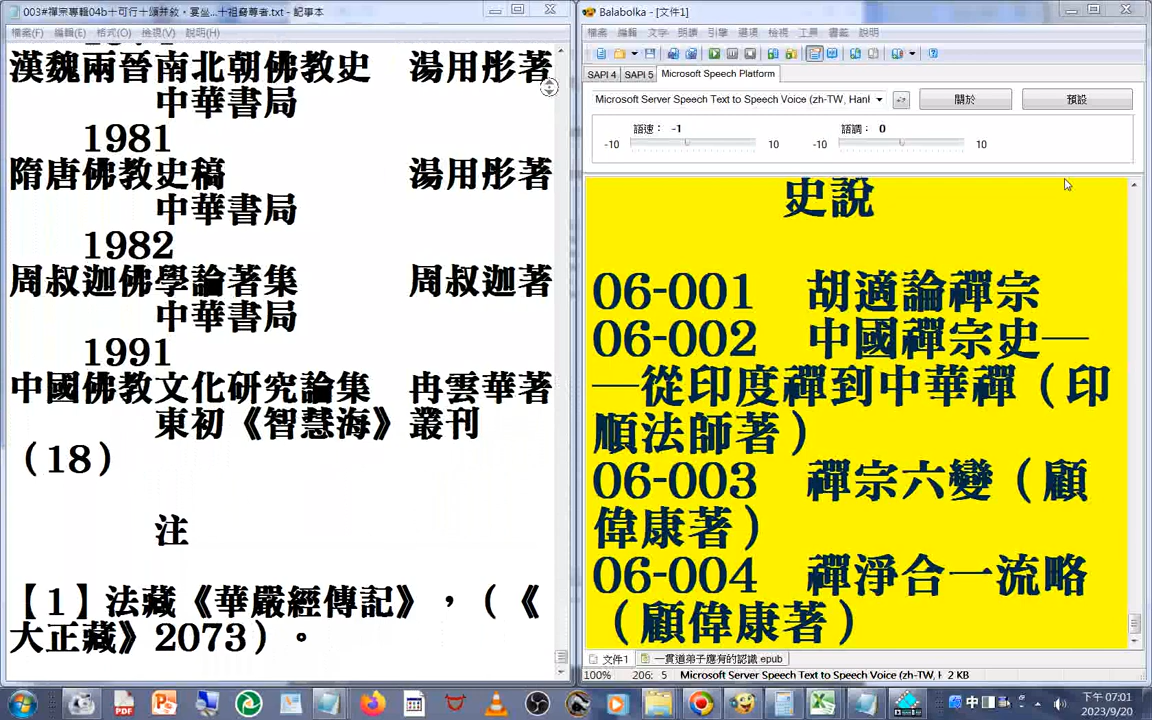 003#禪宗專輯04b十可行十頌并敘，宴坐...十祖裔尊者.txt - 記事本
檔案(F) 編輯(E) 格式(O) 檢視(V) 說明(H)
漢魏兩晉南北朝佛教史 湯用彤著
中華書局
1981
隋唐佛教史稿 湯用彤著
中華書局
1982
周叔迦佛學論著集 周叔迦著
中華書局
1991
中國佛教文化研究論集 冉雲華著
東初《智慧海》叢刊
（18）
注
【1】法藏《華嚴經傳記》，（《
大正藏》2073）。
Balabolka - [文件1]
檔案 編輯 文字 朗讀 引擎 選項 檢視 工具 書籤 說明
SAPI 4 SAPI 5 Microsoft Speech Platform
Microsoft Server Speech Text to Speech Voice (zh-TW, Hanl
關於 預設
語速： -1 語調： 0
-10 10 -10 10
史說
06-001 胡適論禪宗
06-002 中國禪宗史—
—從印度禪到中華禪（印
順法師著）
06-003 禪宗六變（顧
偉康著）
06-004 禪淨合一流略
（顧偉康著）
文件1 一貫道弟子應有的認識 epub
100% 206: 5 Microsoft Server Speech Text to Speech Voice (zh-TW, H 2 KB
中
下午 07:01
2023/9/20